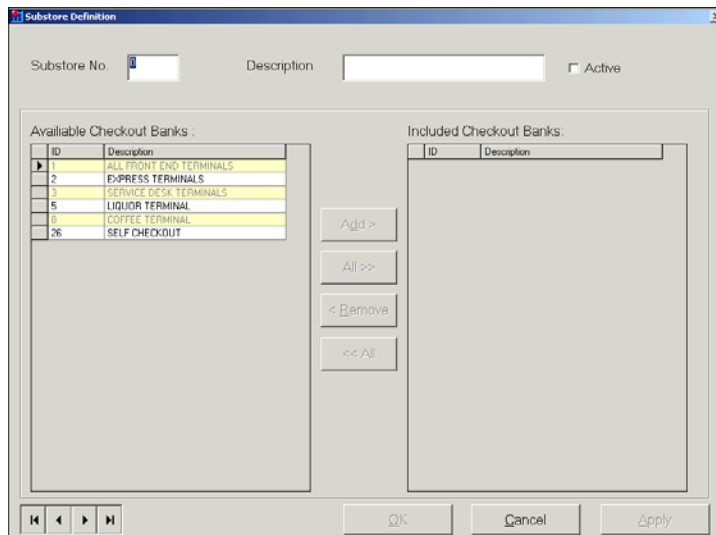 Substore Definition
Substore No. 0 Description Active
Availiable Checkout Banks : Included Checkout Banks:
ID Description ID Description
1 ALL FRONT END TERMINALS
2 EXPRESS TERMINALS
3 SERVICE DESK TERMINALS
5 LIQUOR TERMINAL
8 COFFEE TERMINAL
26 SELF CHECKOUT
Add >
All >>
< Remove
<< All
OK Cancel Apply